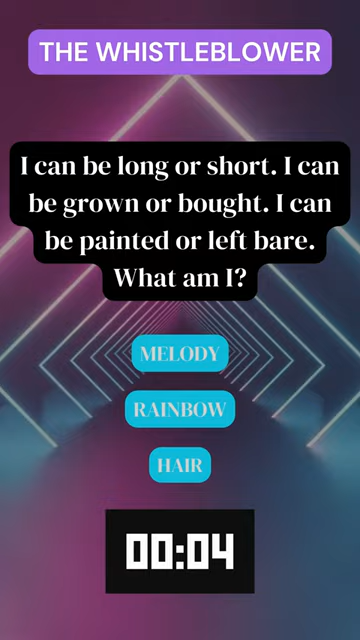 THE WHISTLEBLOWER
I can be long or short. I can
be grown or bought. I can
be painted or left bare.
What am I?
MELODY
RAINBOW
HAIR
00:04